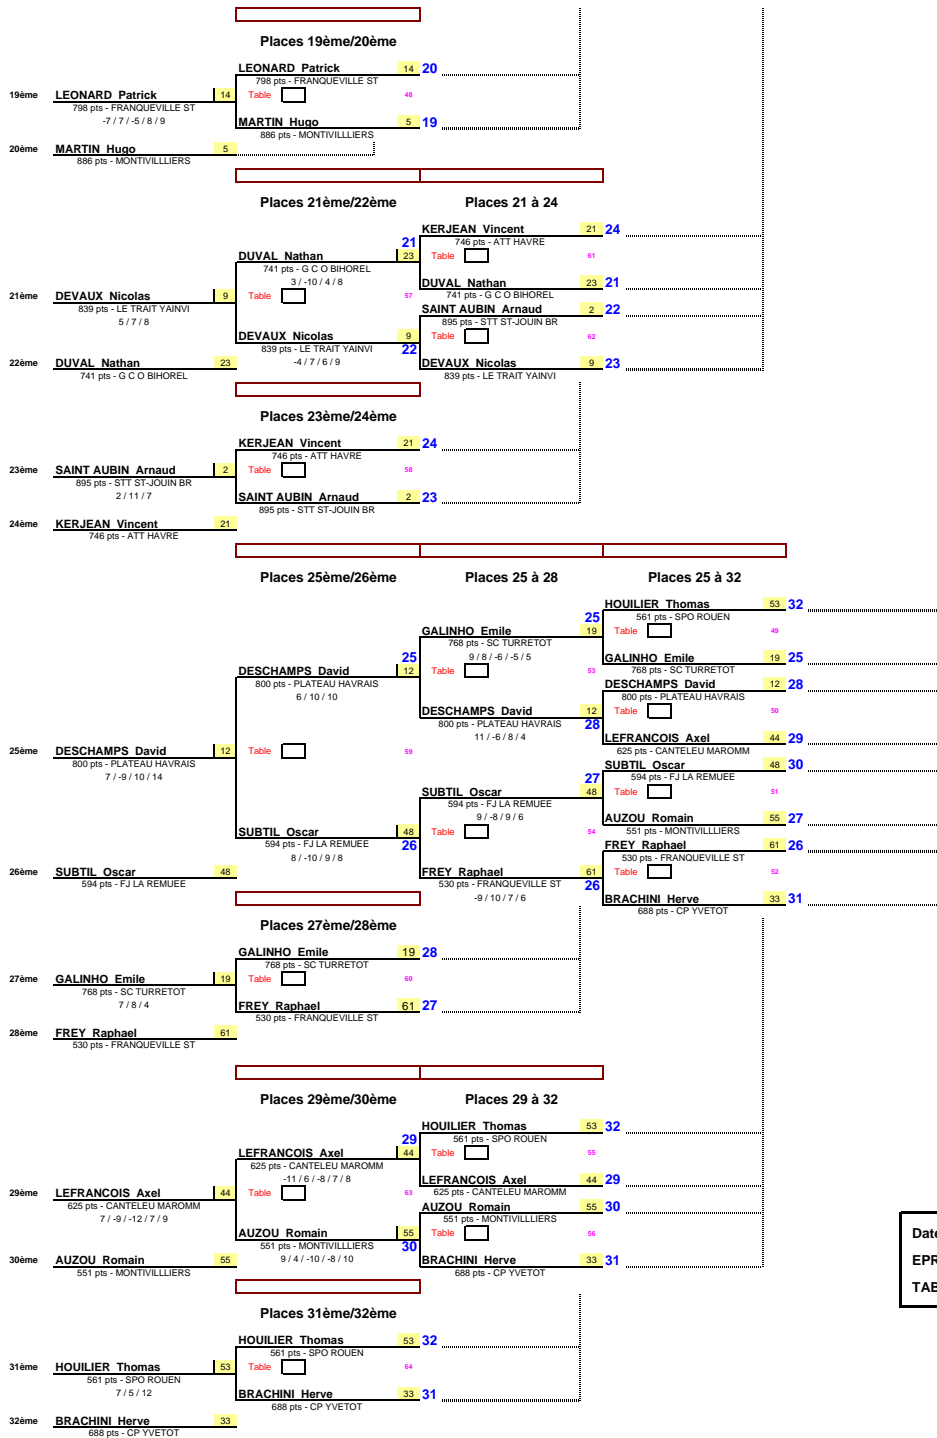 Places 19ème/20ème
LEONARD Patrick 14 20
798 pts - FRANQUEVILLE ST
19ème LEONARD Patrick 14 Table 48
798 pts - FRANQUEVILLE ST
-7 / 7 / -5 / 8 / 9
MARTIN Hugo 5 19
886 pts - MONTIVILLLIERS
20ème MARTIN Hugo 5
886 pts - MONTIVILLLIERS
Places 21ème/22ème Places 21 à 24
KERJEAN Vincent 21 24
746 pts - ATT HAVRE
21
DUVAL Nathan 23 Table 61
741 pts - G C O BIHOREL
3 / -10 / 4 / 8
DUVAL Nathan 23 21
741 pts - G C O BIHOREL
21ème DEVAUX Nicolas 9 Table 57
839 pts - LE TRAIT YAINVI
5 / 7 / 8
SAINT AUBIN Arnaud 2 22
895 pts - STT ST-JOUIN BR
DEVAUX Nicolas 9 Table 62
839 pts - LE TRAIT YAINVI
22
-4 / 7 / 6 / 9
22ème DUVAL Nathan 23
741 pts - G C O BIHOREL
DEVAUX Nicolas 9 23
839 pts - LE TRAIT YAINVI
Places 23ème/24ème
KERJEAN Vincent 21 24
746 pts - ATT HAVRE
23ème SAINT AUBIN Arnaud 2 Table 58
895 pts - STT ST-JOUIN BR
2 / 11 / 7
SAINT AUBIN Arnaud 2 23
895 pts - STT ST-JOUIN BR
24ème KERJEAN Vincent 21
746 pts - ATT HAVRE
Places 25ème/26ème Places 25 à 28 Places 25 à 32
HOUILIER Thomas 53 32
561 pts - SPO ROUEN
25
GALINHO Emile 19 Table 49
768 pts - SC TURRETOT
9 / 8 / -6 / -5 / 5
GALINHO Emile 19 25
768 pts - SC TURRETOT
25
DESCHAMPS David 12 Table 53
800 pts - PLATEAU HAVRAIS
6 / 10 / 10
DESCHAMPS David 12 28
800 pts - PLATEAU HAVRAIS
DESCHAMPS David 12 Table 50
800 pts - PLATEAU HAVRAIS
28
11 / -6 / 8 / 4
LEFRANCOIS Axel 44 29
625 pts - CANTELEU MAROMM
25ème DESCHAMPS David 12 Table 59
800 pts - PLATEAU HAVRAIS
7 / -9 / 10 / 14
SUBTIL Oscar 48 30
594 pts - FJ LA REMUEE
27
SUBTIL Oscar 48 Table 51
594 pts - FJ LA REMUEE
9 / -8 / 9 / 6
AUZOU Romain 55 27
551 pts - MONTIVILLLIERS
SUBTIL Oscar 48 Table 54
594 pts - FJ LA REMUEE
26
8 / -10 / 9 / 8
FREY Raphael 61 26
530 pts - FRANQUEVILLE ST
26ème SUBTIL Oscar 48
594 pts - FJ LA REMUEE
FREY Raphael 61 Table 52
530 pts - FRANQUEVILLE ST
26
-9 / 10 / 7 / 6
BRACHINI Herve 33 31
688 pts - CP YVETOT
Places 27ème/28ème
GALINHO Emile 19 28
768 pts - SC TURRETOT
27ème GALINHO Emile 19 Table 60
768 pts - SC TURRETOT
7 / 8 / 4
FREY Raphael 61 27
530 pts - FRANQUEVILLE ST
28ème FREY Raphael 61
530 pts - FRANQUEVILLE ST
Places 29ème/30ème Places 29 à 32
HOUILIER Thomas 53 32
561 pts - SPO ROUEN
29
LEFRANCOIS Axel 44 Table 55
625 pts - CANTELEU MAROMM
-11 / 6 / -8 / 7 / 8
LEFRANCOIS Axel 44 29
625 pts - CANTELEU MAROMM
29ème LEFRANCOIS Axel 44 Table 63
625 pts - CANTELEU MAROMM
7 / -9 / -12 / 7 / 9
AUZOU Romain 55 30
551 pts - MONTIVILLLIERS
AUZOU Romain 55 Table 56
551 pts - MONTIVILLLIERS
30
9 / 4 / -10 / -8 / 10
30ème AUZOU Romain 55
551 pts - MONTIVILLLIERS
BRACHINI Herve 33 31
688 pts - CP YVETOT
Date
EPR
TAB
Places 31ème/32ème
HOUILIER Thomas 53 32
561 pts - SPO ROUEN
31ème HOUILIER Thomas 53 Table 64
561 pts - SPO ROUEN
7 / 5 / 12
BRACHINI Herve 33 31
688 pts - CP YVETOT
32ème BRACHINI Herve 33
688 pts - CP YVETOT